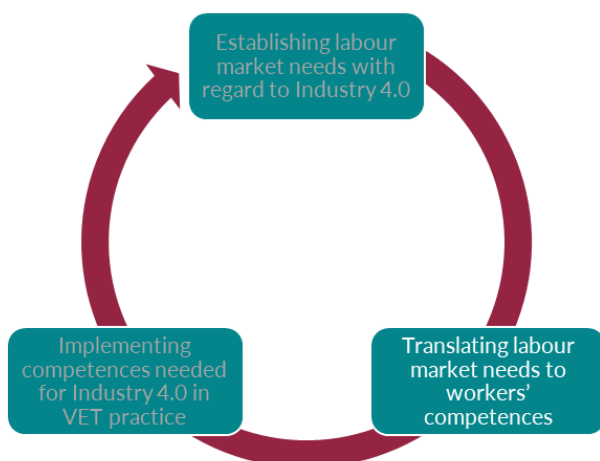 Establishing labour
market needs with
regard to Industry 4.0
Implementing
competences needed
for Industry 4.0 in
VET practice
Translating labour
market needs to
workers’
competences